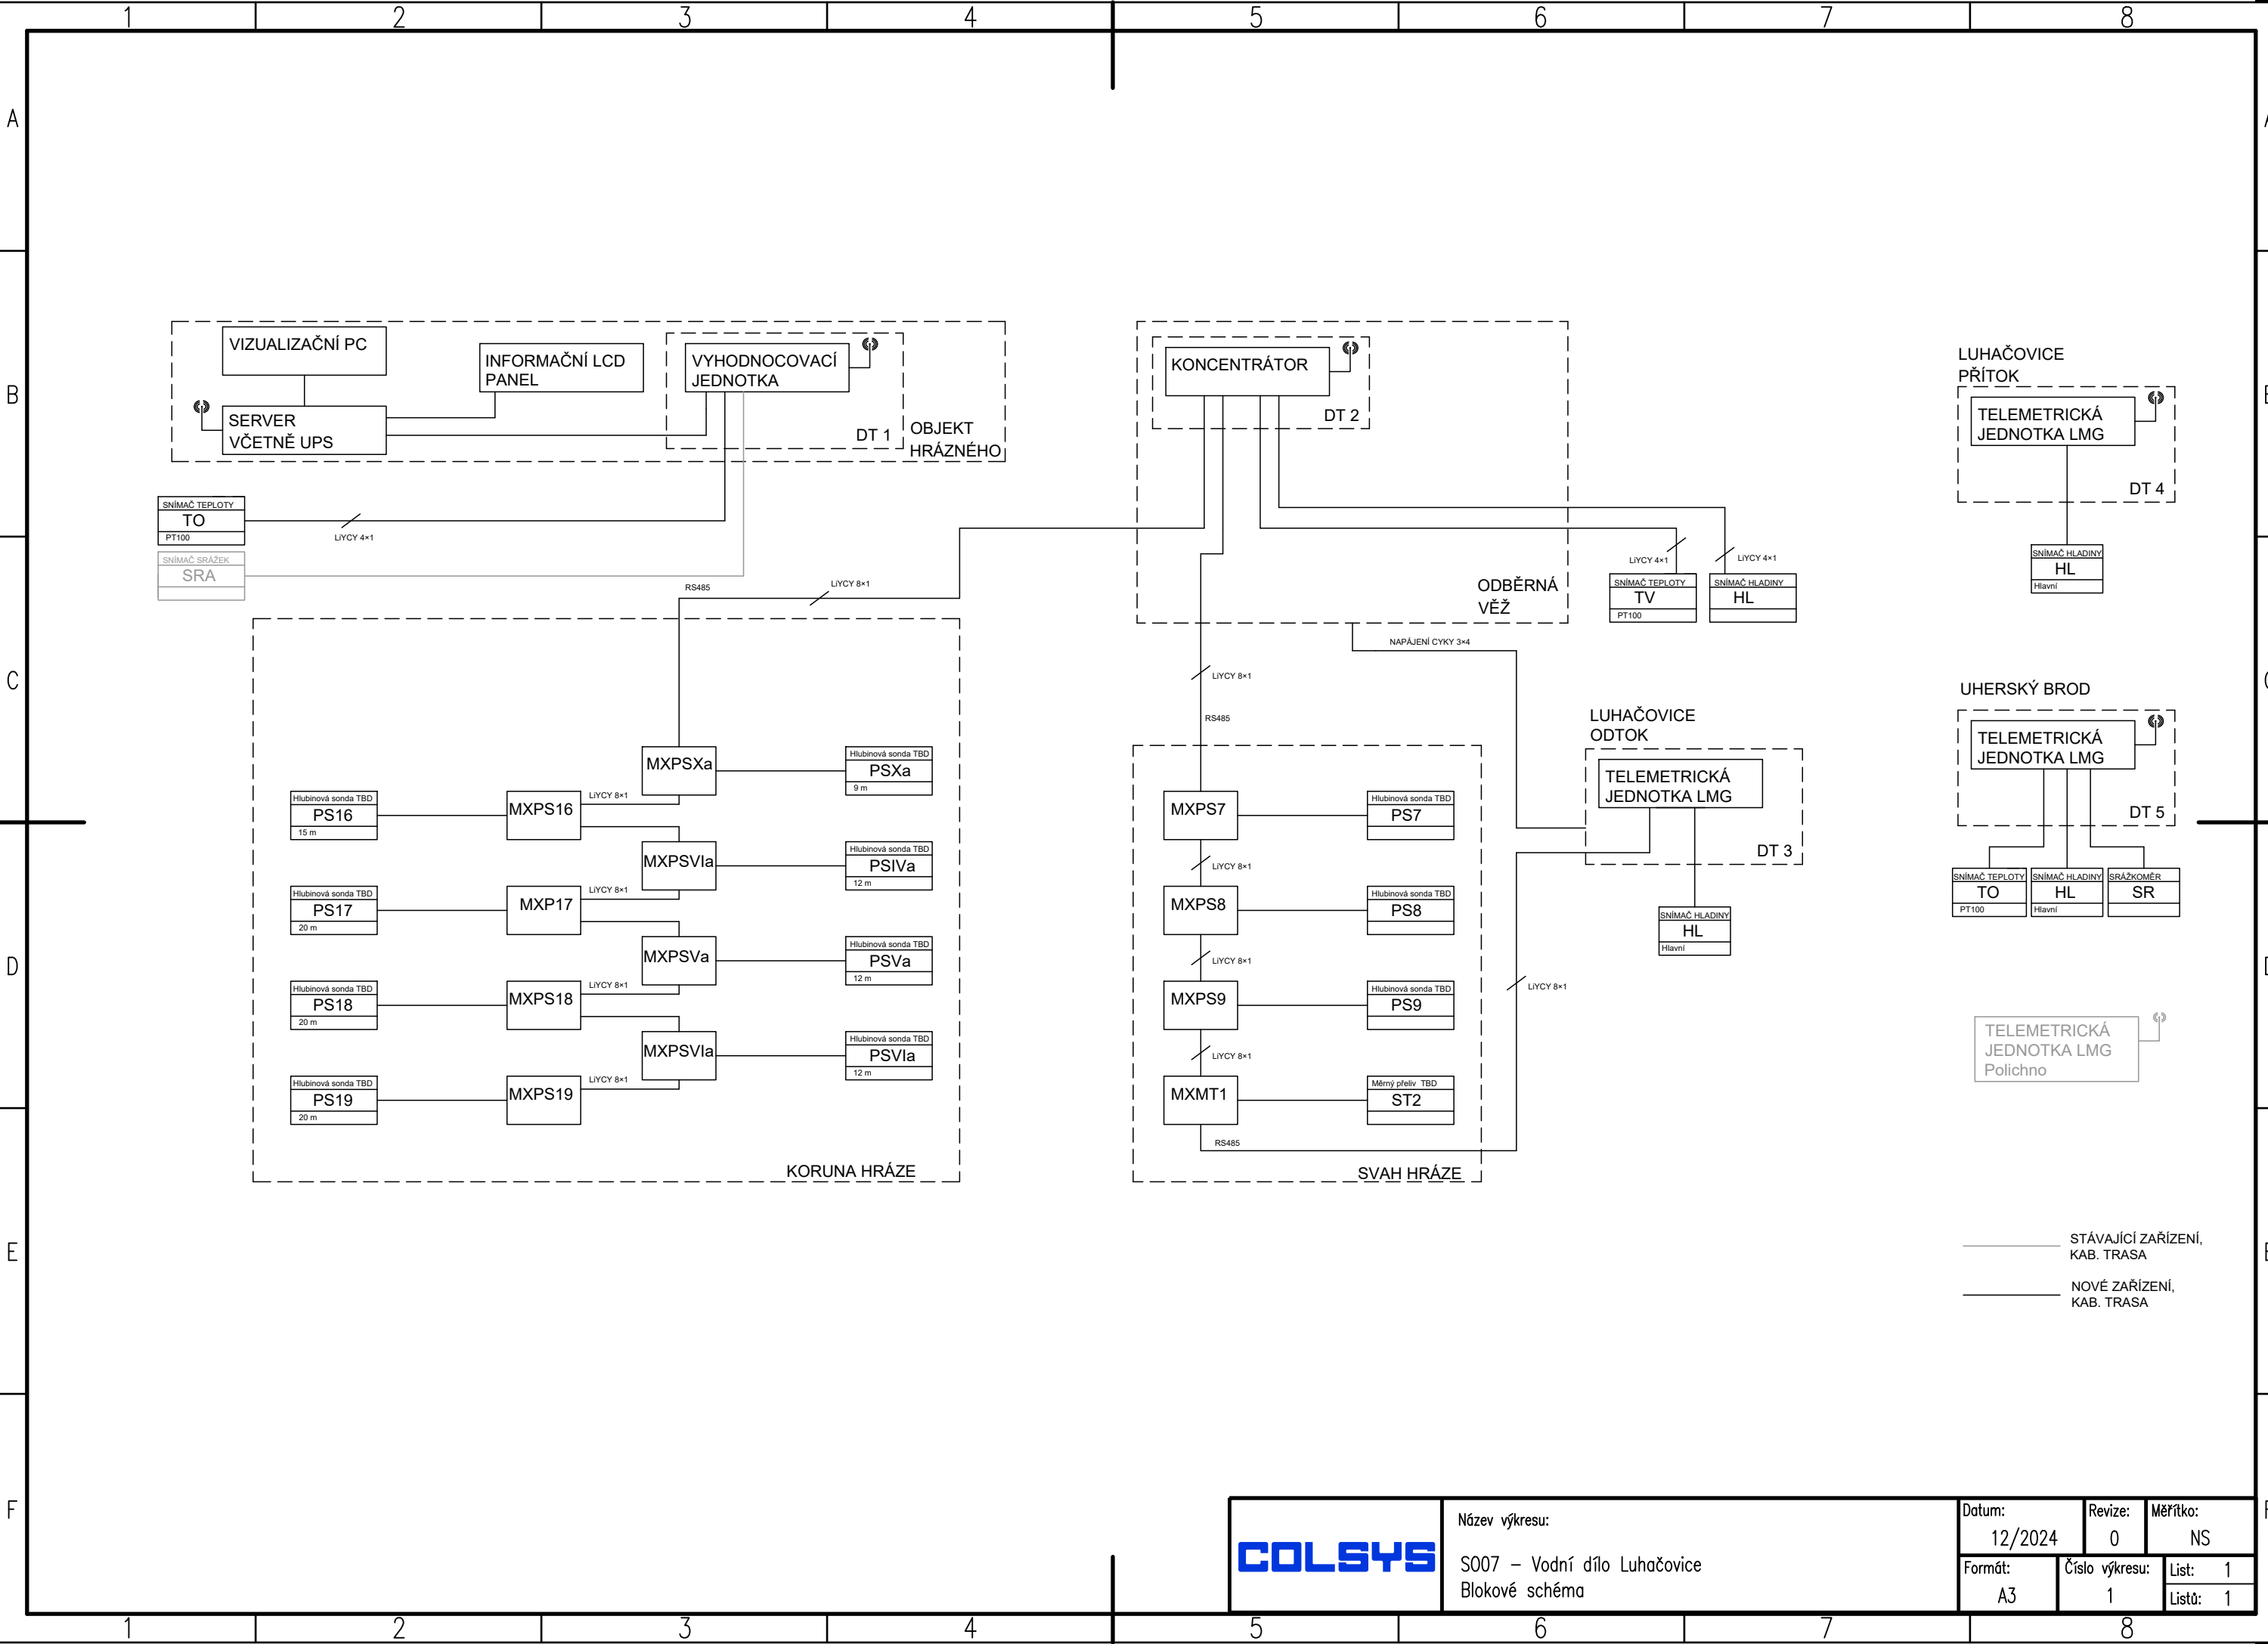 1 2 3 4 5 6 7 8
A
B
C
D
E
F
VIZUALIZAČNÍ PC
SERVER
VČETNĚ UPS
INFORMAČNÍ LCD
PANEL
VYHODNOCOVACÍ
JEDNOTKA
DT 1
OBJEKT
HRÁZNÉHO
SNÍMAČ TEPLOTY
TO
PT100
LiYCY 4×1
SNÍMAČ SRÁŽEK
SRA
RS485
LiYCY 8×1
KONCENTRÁTOR
DT 2
ODBĚRNÁ
VĚŽ
LiYCY 4×1
LiYCY 4×1
SNÍMAČ TEPLOTY
TV
PT100
SNÍMAČ HLADINY
HL
NAPÁJENÍ CYKY 3×4
LUHAČOVICE
PŘÍTOK
TELEMETRICKÁ
JEDNOTKA LMG
DT 4
SNÍMAČ HLADINY
HL
Hlavní
MXPSXa
Hlubinová sonda TBD
PSXa
9 m
Hlubinová sonda TBD
PS16
15 m
MXPS16
LiYCY 8×1
MXPSVIa
Hlubinová sonda TBD
PSIVa
12 m
Hlubinová sonda TBD
PS17
20 m
MXP17
LiYCY 8×1
MXPSVa
Hlubinová sonda TBD
PSVa
12 m
Hlubinová sonda TBD
PS18
20 m
MXPS18
LiYCY 8×1
MXPSVIa
Hlubinová sonda TBD
PSVIa
12 m
Hlubinová sonda TBD
PS19
20 m
MXPS19
LiYCY 8×1
KORUNA HRÁZE
LiYCY 8×1
RS485
MXPS7
Hlubinová sonda TBD
PS7
LiYCY 8×1
MXPS8
Hlubinová sonda TBD
PS8
LiYCY 8×1
MXPS9
Hlubinová sonda TBD
PS9
LiYCY 8×1
MXMT1
Měrný přeliv TBD
ST2
RS485
SVAH HRÁZE
LiYCY 8×1
LUHAČOVICE
ODTOK
TELEMETRICKÁ
JEDNOTKA LMG
DT 3
SNÍMAČ HLADINY
HL
Hlavní
UHERSKÝ BROD
TELEMETRICKÁ
JEDNOTKA LMG
DT 5
SNÍMAČ TEPLOTY
TO
PT100
SNÍMAČ HLADINY
HL
Hlavní
SRÁŽKOMĚR
SR
TELEMETRICKÁ
JEDNOTKA LMG
Polichno
STÁVAJÍCÍ ZAŘÍZENÍ,
KAB. TRASA
NOVÉ ZAŘÍZENÍ,
KAB. TRASA
COLSYS
Název výkresu:
SO07 – Vodní dílo Luhačovice
Blokové schéma
Datum:
12/2024
Revize:
0
Měřítko:
NS
Formát:
A3
Číslo výkresu:
1
List: 1
Listů: 1
1 2 3 4 5 6 7 8